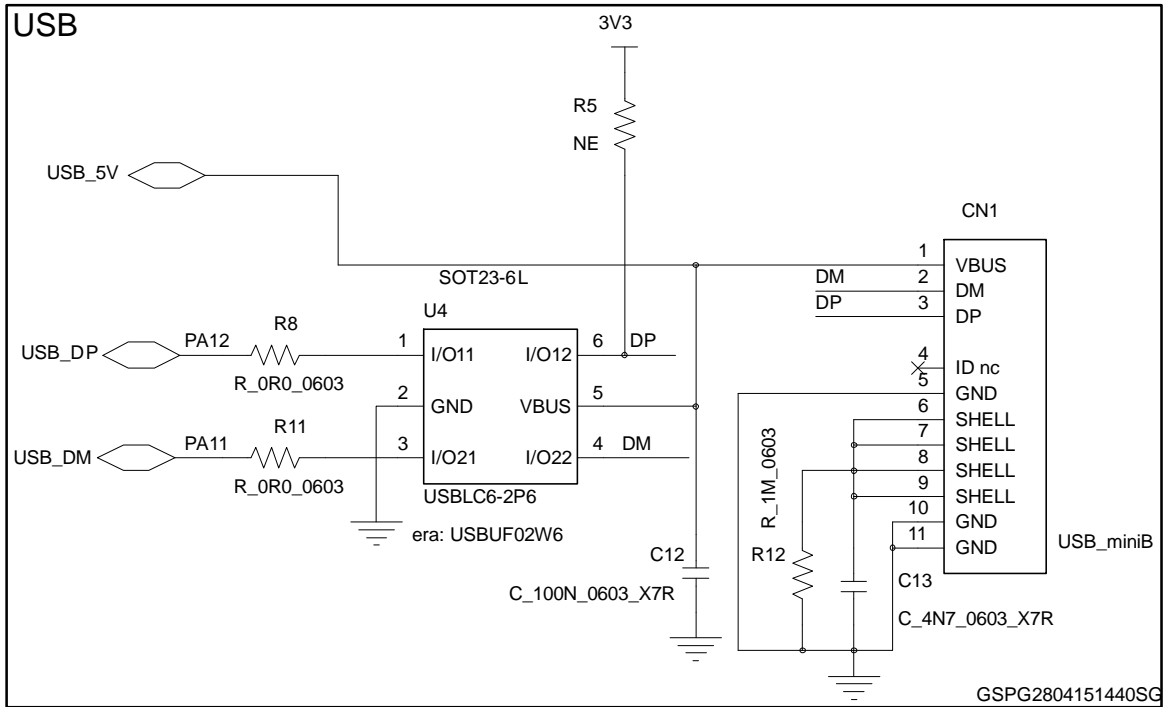 USB
3V3
R5
NE
USB_5V
CN1
1
VBUS
2
DM
DM
3
DP
DP
4
ID nc
5
GND
6
SHELL
7
SHELL
8
SHELL
9
SHELL
10
GND
11
GND
USB_miniB
SOT23-6L
U4
USB_DP
PA12
R8
R_0R0_0603
1
I/O11
I/O12
6
DP
2
GND
VBUS
5
USB_DM
PA11
R11
R_0R0_0603
3
I/O21
I/O22
4
DM
USBLC6-2P6
era: USBUF02W6
C12
C_100N_0603_X7R
R_1M_0603
R12
C13
C_4N7_0603_X7R
GSPG2804151440SG